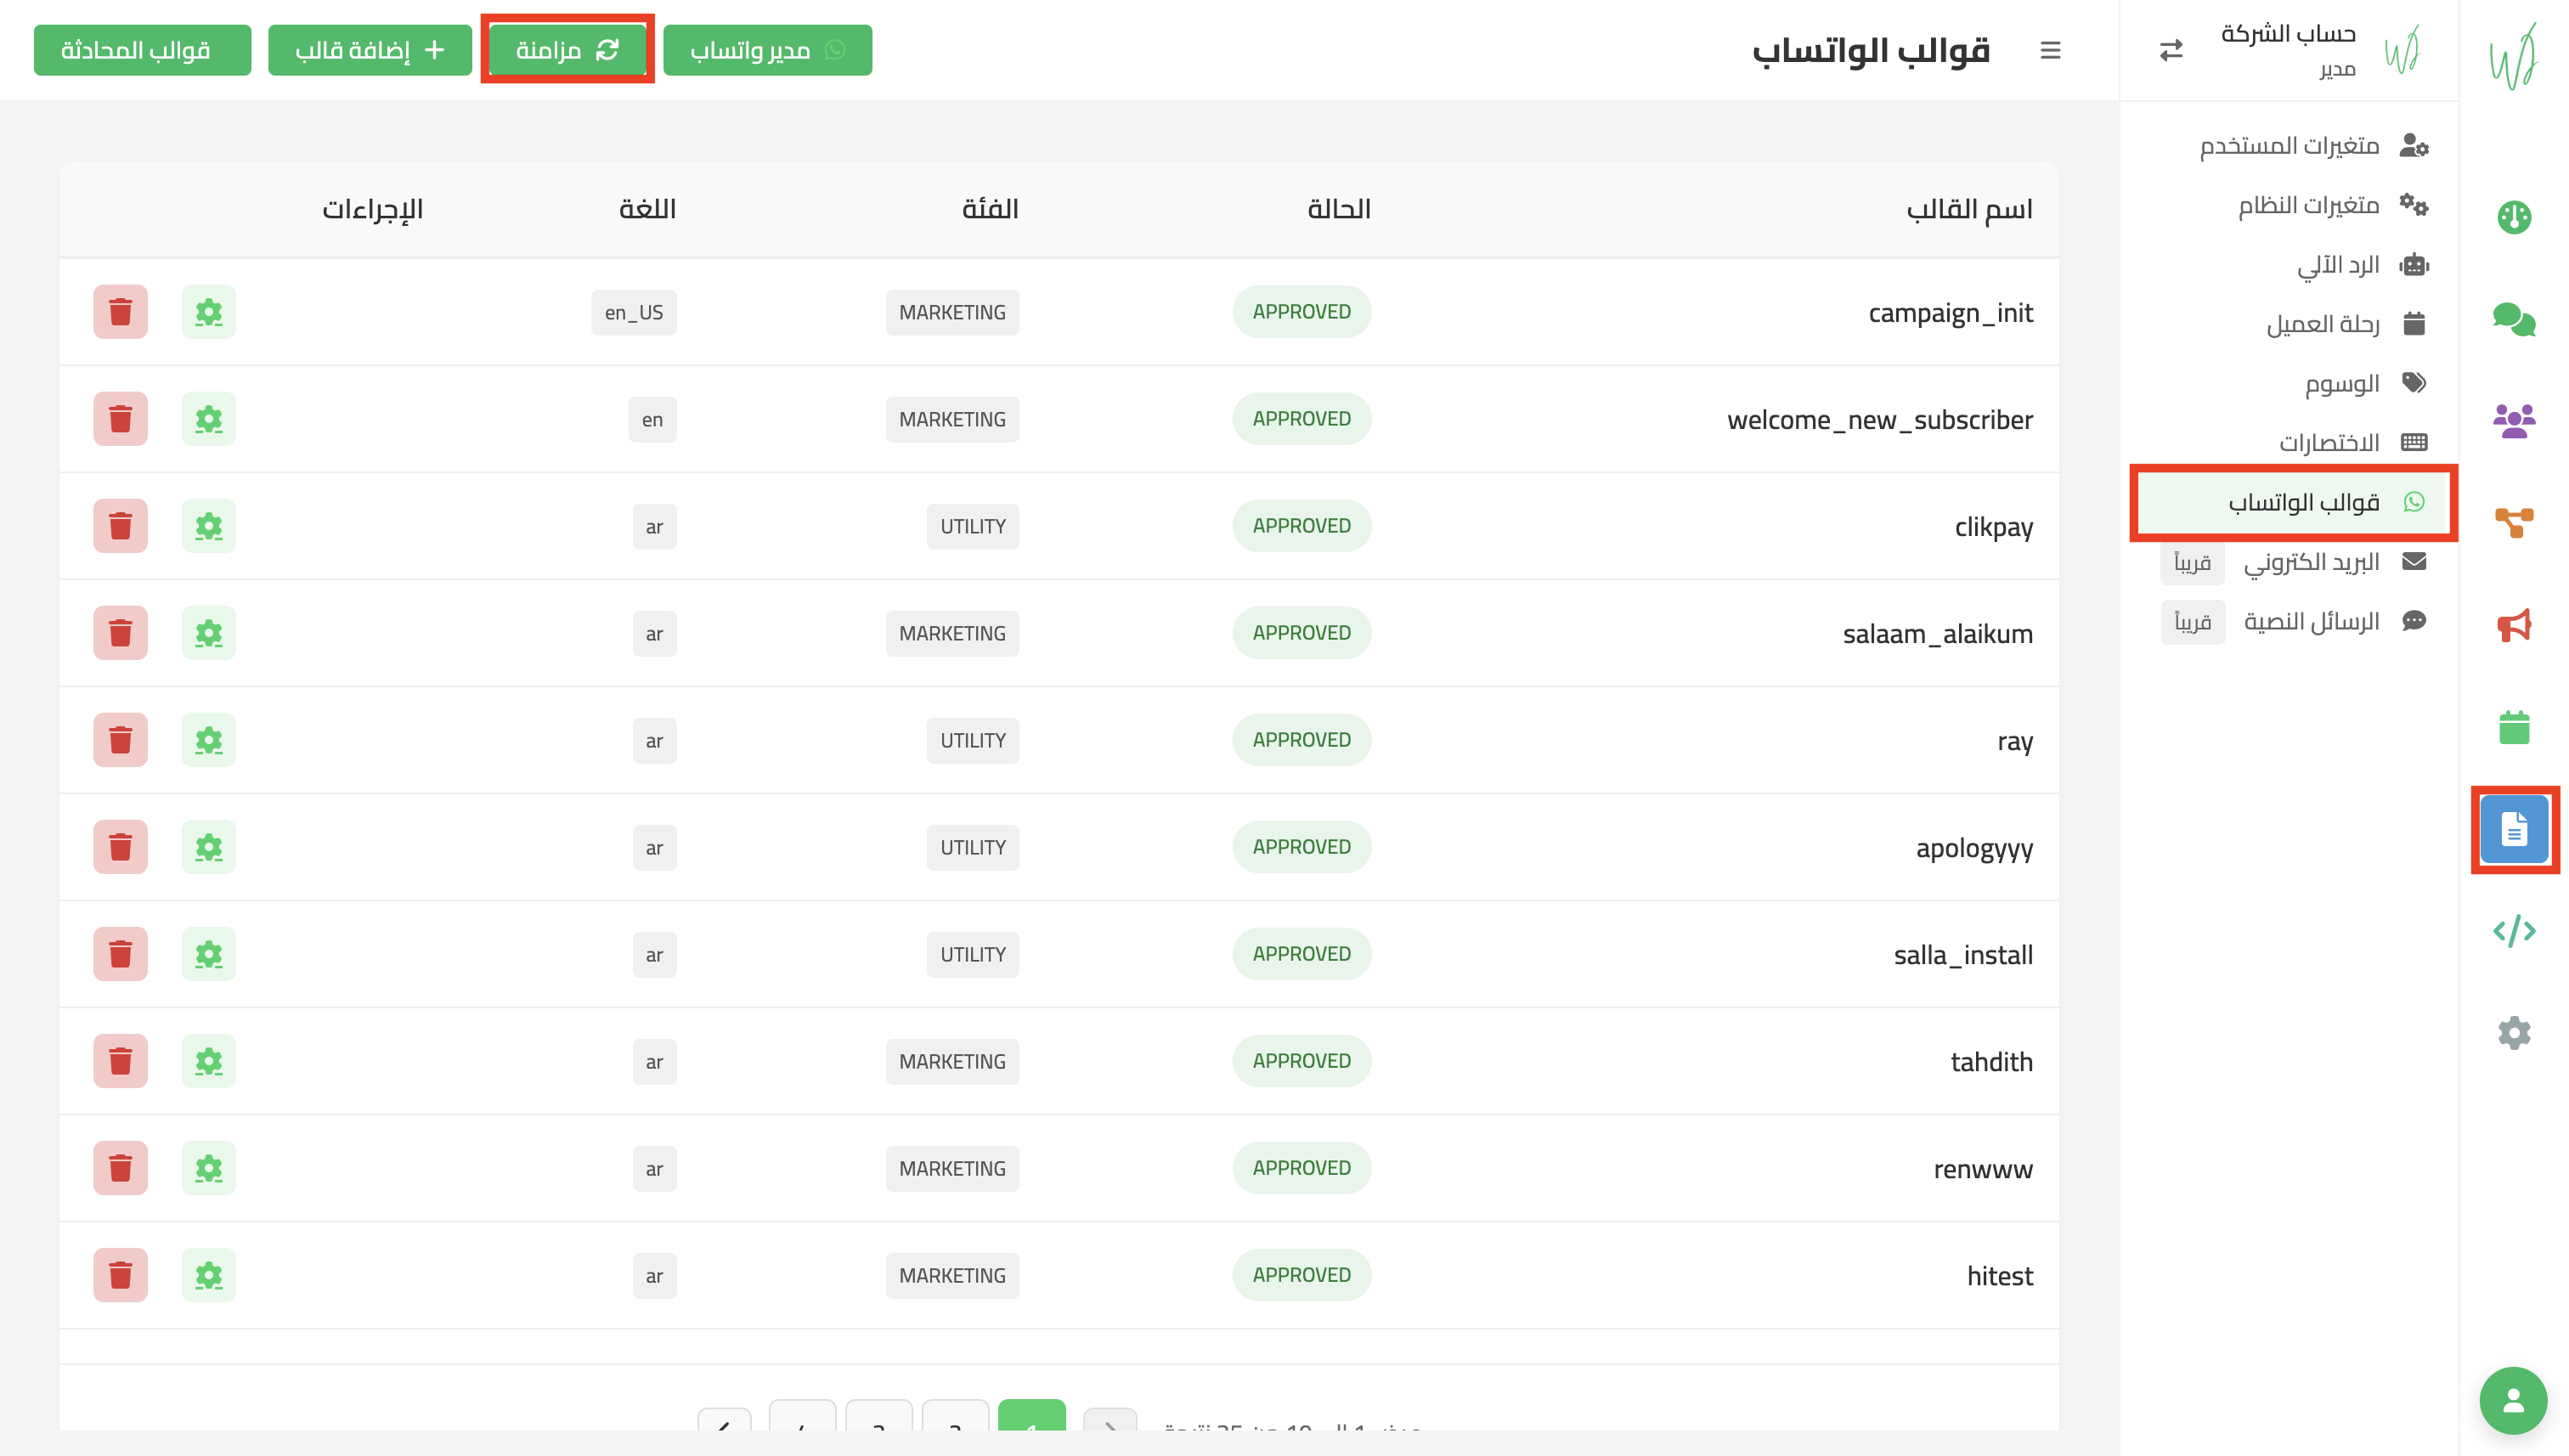 حساب الشركة
مدير
متغيرات المستخدم
متغيرات النظام
الرد الآلي
رحلة العميل
الوسوم
الاختصارات
قوالب الواتساب
البريد الكتروني قريباً
الرسائل النصية قريباً
قوالب الواتساب
مدير واتساب
مزامنة
إضافة قالب
قوالب المحادثة
اسم القالب الحالة الفئة اللغة الإجراءات
campaign_init APPROVED MARKETING en_US
welcome_new_subscriber APPROVED MARKETING en
clikpay APPROVED UTILITY ar
salaam_alaikum APPROVED MARKETING ar
ray APPROVED UTILITY ar
apologyyy APPROVED UTILITY ar
salla_install APPROVED UTILITY ar
tahdith APPROVED MARKETING ar
renwww APPROVED MARKETING ar
hitest APPROVED MARKETING ar